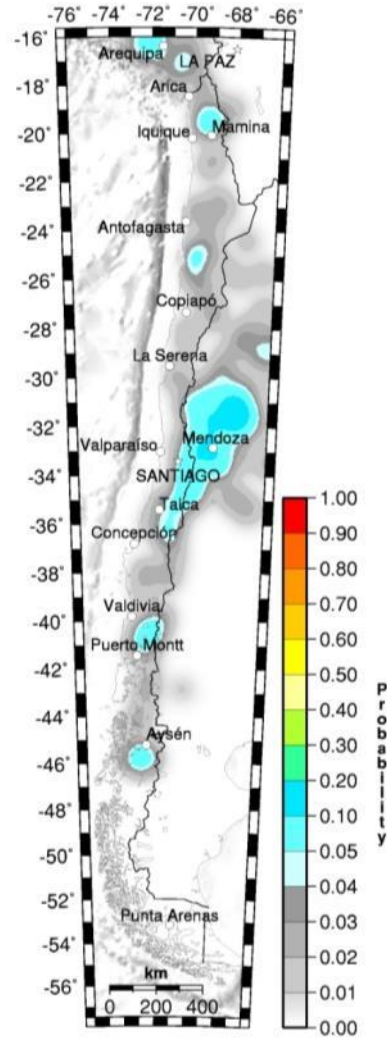 -76° -74° -72° -70° -68° -66°
-16°
Arequipa
LA PAZ
-18°
Arica
-20°
Iquique
Mamina
-22°
Antofagasta
-24°
-26°
Copiapó
-28°
La Serena
-30°
-32°
Mendoza
Valparaíso
-34°
SANTIAGO
Talca
-36°
Concepción
-38°
Valdivia
-40°
Puerto Montt
-42°
-44°
Aysén
-46°
-48°
-50°
-52°
Punta Arenas
-54°
-56°
km
0 200 400
1.00
0.90
0.80
0.70
0.60
0.50
0.40
0.30
0.20
0.10
0.05
0.04
0.03
0.02
0.01
0.00
Probability